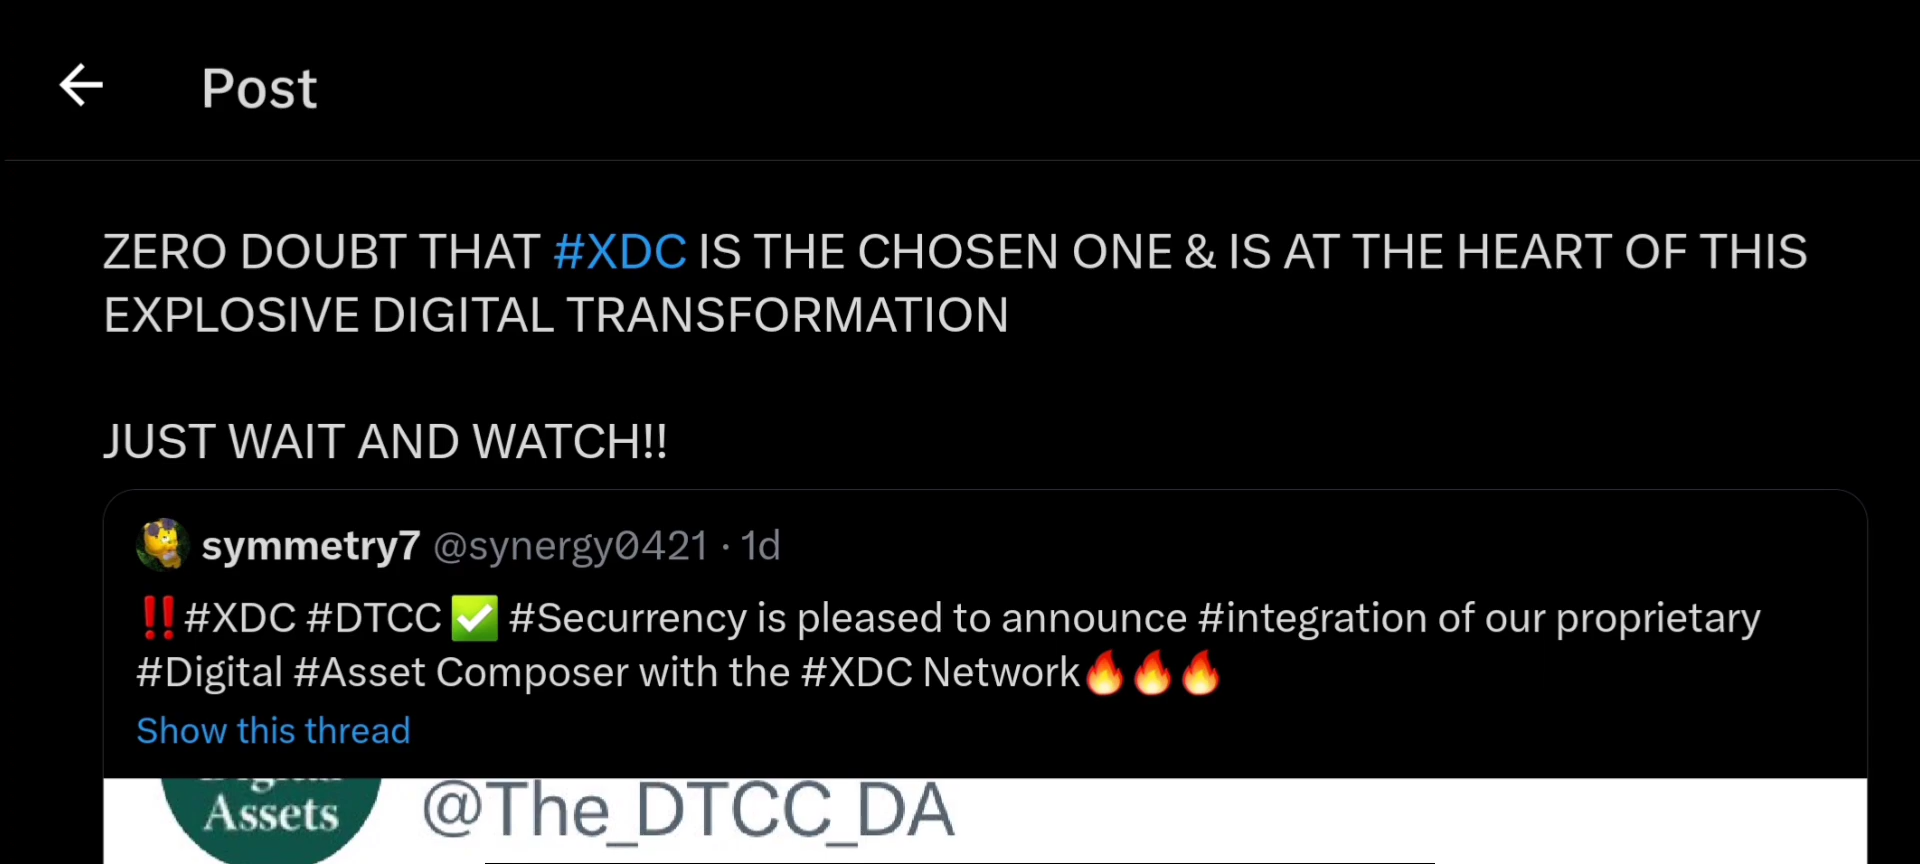 Post
ZERO DOUBT THAT #XDC IS THE CHOSEN ONE & IS AT THE HEART OF THIS
EXPLOSIVE DIGITAL TRANSFORMATION
JUST WAIT AND WATCH!!
symmetry7 @synergy0421 · 1d
‼️#XDC #DTCC ✅ #Securrency is pleased to announce #integration of our proprietary
#Digital #Asset Composer with the #XDC Network🔥🔥🔥
Show this thread
Assets
@The_DTCC_DA